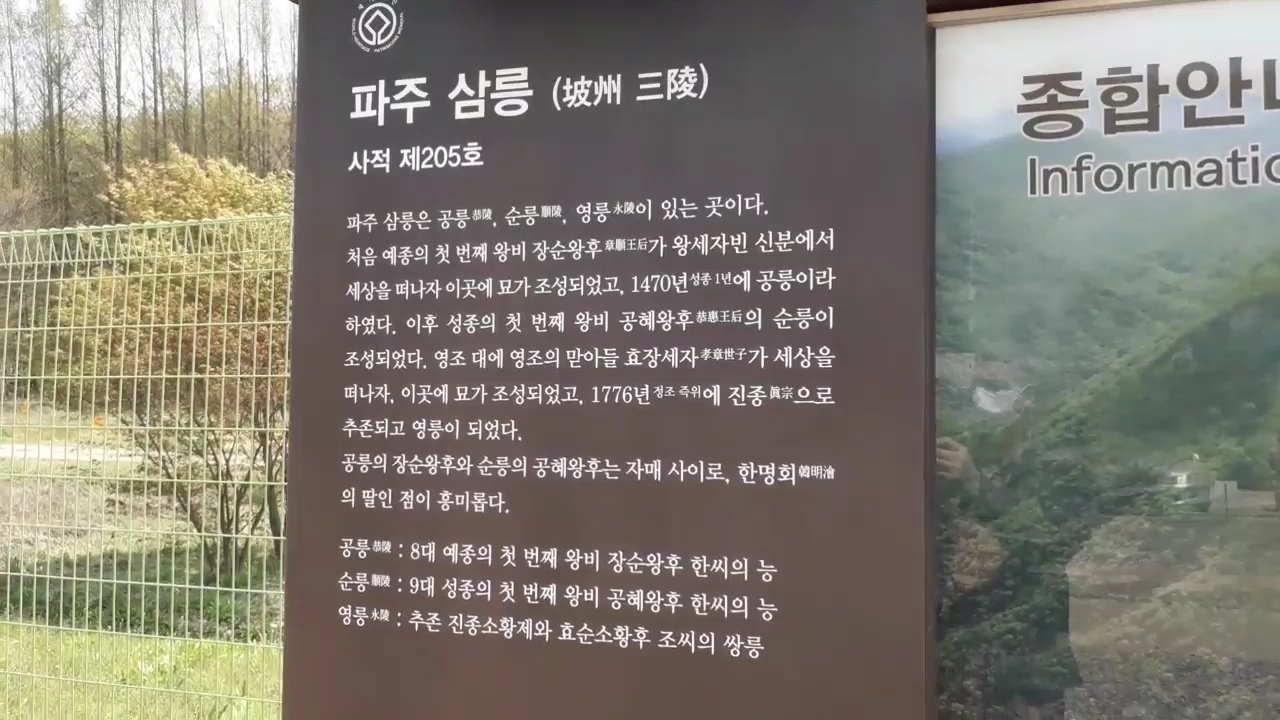 파주 삼릉 (坡州 三陵)
사적 제205호
파주 삼릉은 공릉恭陵, 순릉順陵, 영릉永陵이 있는 곳이다.
처음 예종의 첫 번째 왕비 장순왕후章順王后가 왕세자빈 신분에서
세상을 떠나자 이곳에 묘가 조성되었고, 1470년성종 1년에 공릉이라
하였다. 이후 성종의 첫 번째 왕비 공혜왕후恭惠王后의 순릉이
조성되었다. 영조 대에 영조의 맏아들 효장세자孝章世子가 세상을
떠나자, 이곳에 묘가 조성되었고, 1776년정조 즉위에 진종眞宗으로
추존되고 영릉이 되었다.
공릉의 장순왕후와 순릉의 공혜왕후는 자매 사이로, 한명회韓明澮
의 딸인 점이 흥미롭다.
공릉恭陵 : 8대 예종의 첫 번째 왕비 장순왕후 한씨의 능
순릉順陵 : 9대 성종의 첫 번째 왕비 공혜왕후 한씨의 능
영릉永陵 : 추존 진종소황제와 효순소황후 조씨의 쌍릉
종합안내
Informatio